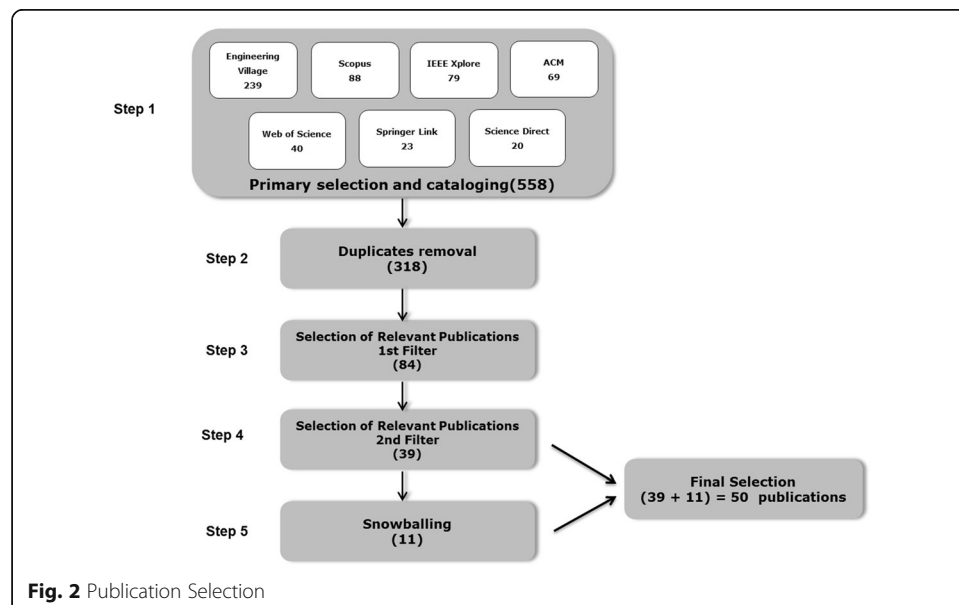 Engineering
Village
239
Scopus
88
IEEE Xplore
79
ACM
69
Step 1
Web of Science
40
Springer Link
23
Science Direct
20
Primary selection and cataloging(558)
Step 2
Duplicates removal
(318)
Step 3
Selection of Relevant Publications
1st Filter
(84)
Step 4
Selection of Relevant Publications
2nd Filter
(39)
Final Selection
(39 + 11) = 50 publications
Step 5
Snowballing
(11)
Fig. 2 Publication Selection